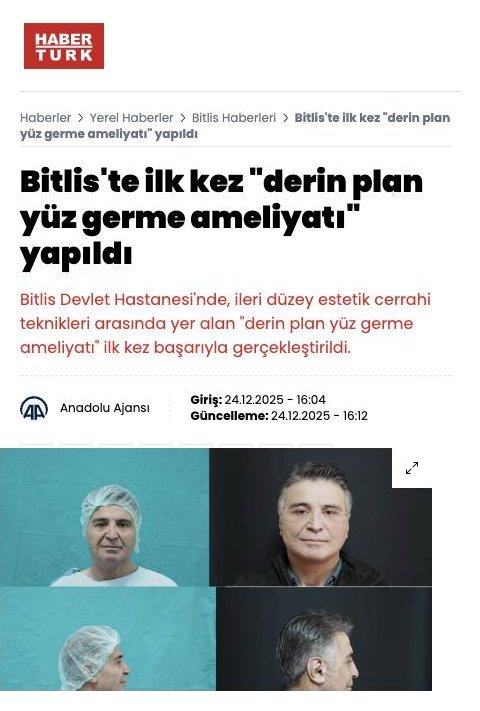 HABER
TURK
Haberler > Yerel Haberler > Bitlis Haberleri > Bitlis'te ilk kez "derin plan
yüz germe ameliyatı" yapıldı
Bitlis'te ilk kez "derin plan
yüz germe ameliyatı"
yapıldı
Bitlis Devlet Hastanesi'nde, ileri düzey estetik cerrahi
teknikleri arasında yer alan "derin plan yüz germe
ameliyatı" ilk kez başarıyla gerçekleştirildi.
AA Anadolu Ajansı
Giriş: 24.12.2025 - 16:04
Güncelleme: 24.12.2025 - 16:12